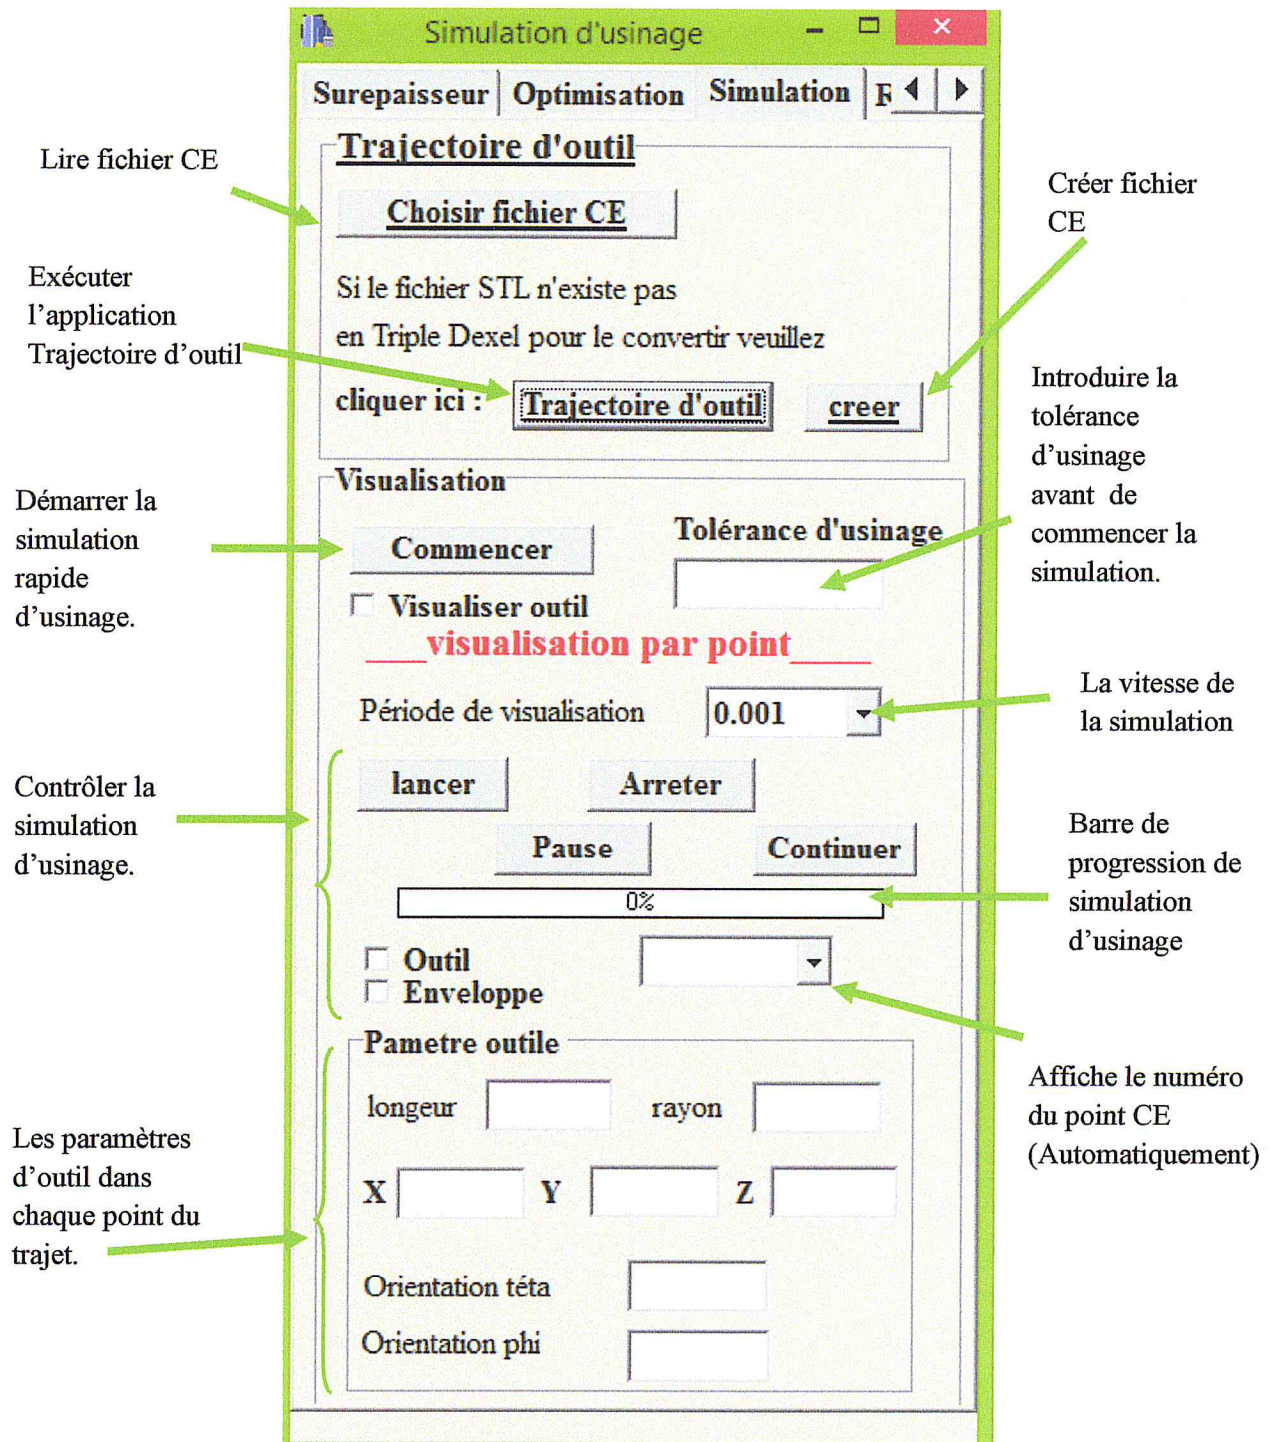 Simulation d'usinage
Surepaisseur
Optimisation
Simulation
Trajectoire d'outil
Choisir fichier CE
Si le fichier STL n'existe pas
en Triple Dexel pour le convertir veuillez
cliquer ici :
Trajectoire d'outil
creer
Visualisation
Commencer
Tolérance d'usinage
Visualiser outil
___visualisation par point____
Période de visualisation
0.001
lancer
Arreter
Pause
Continuer
0%
Outil
Enveloppe
Pametre outile
longeur
rayon
X
Y
Z
Orientation téta
Orientation phi
Lire fichier CE
Exécuter
l’application
Trajectoire d’outil
Démarrer la
simulation
rapide
d’usinage.
Contrôler la
simulation
d’usinage.
Les paramètres
d’outil dans
chaque point du
trajet.
Créer fichier
CE
Introduire la
tolérance
d’usinage
avant de
commencer la
simulation.
La vitesse de
la simulation
Barre de
progression de
simulation
d’usinage
Affiche le numéro
du point CE
(Automatiquement)